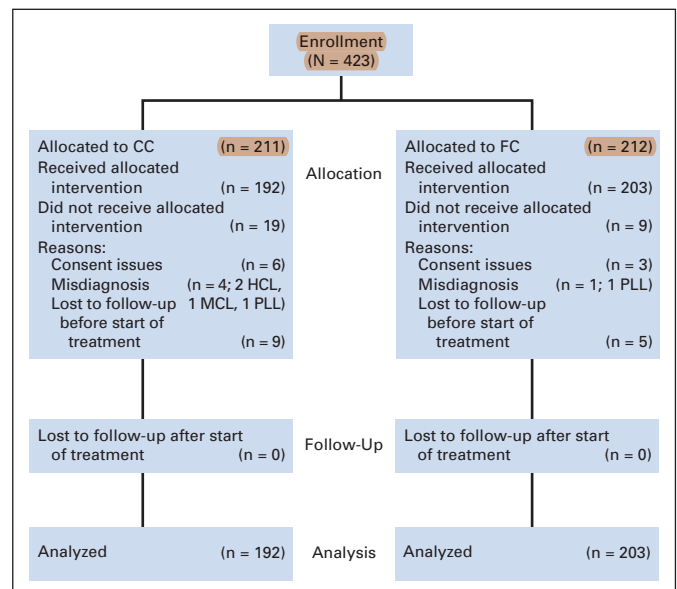 Enrollment
(N = 423)
Allocated to CC (n = 211)
Received allocated
intervention (n = 192)
Did not receive allocated
intervention (n = 19)
Reasons:
Consent issues (n = 6)
Misdiagnosis (n = 4; 2 HCL,
Lost to follow-up 1 MCL, 1 PLL)
before start of
treatment (n = 9)
Allocation
Allocated to FC (n = 212)
Received allocated
intervention (n = 203)
Did not receive allocated
intervention (n = 9)
Reasons:
Consent issues (n = 3)
Misdiagnosis (n = 1; 1 PLL)
Lost to follow-up
before start of
treatment (n = 5)
Lost to follow-up after start
of treatment (n = 0)
Follow-Up
Lost to follow-up after start
of treatment (n = 0)
Analyzed (n = 192)
Analysis
Analyzed (n = 203)